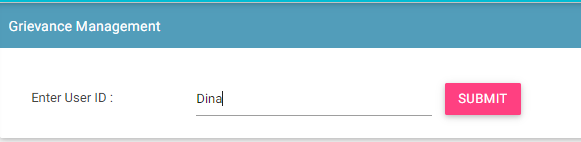 Grievance Management
Enter User ID : Dina SUBMIT